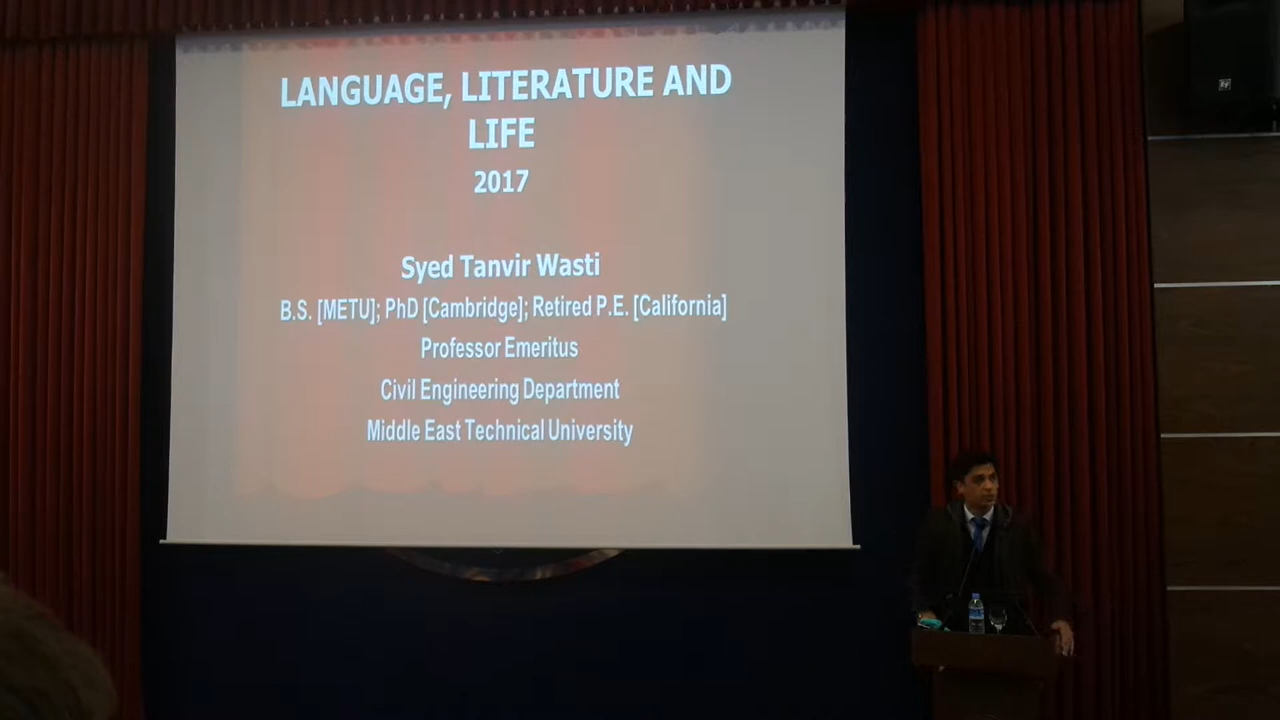 LANGUAGE, LITERATURE AND
LIFE
2017
Syed Tanvir Wasti
B.S. [METU]; PhD [Cambridge]; Retired P.E. [California]
Professor Emeritus
Civil Engineering Department
Middle East Technical University